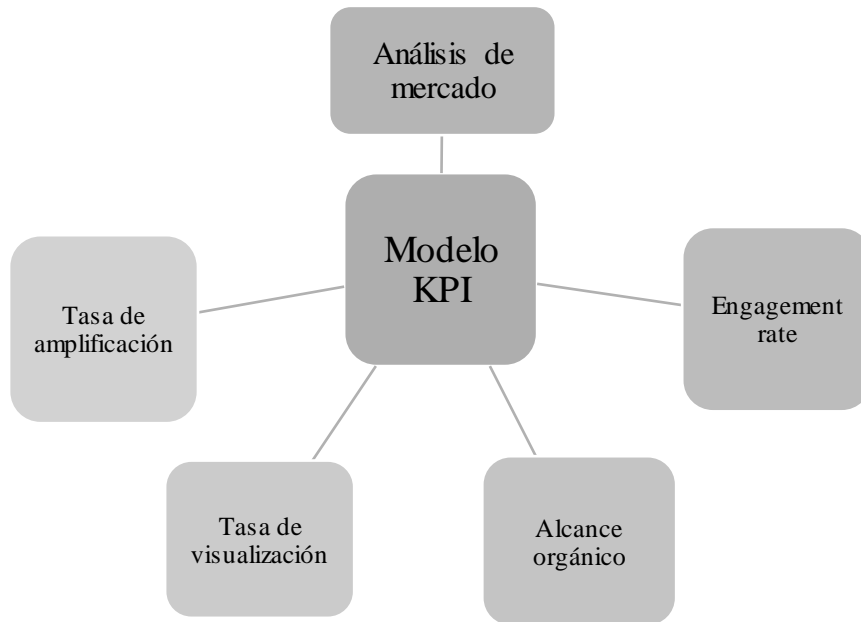 Análisis de
mercado
Modelo
KPI
Tasa de
amplificación
Engagement
rate
Tasa de
visualización
Alcance
orgánico